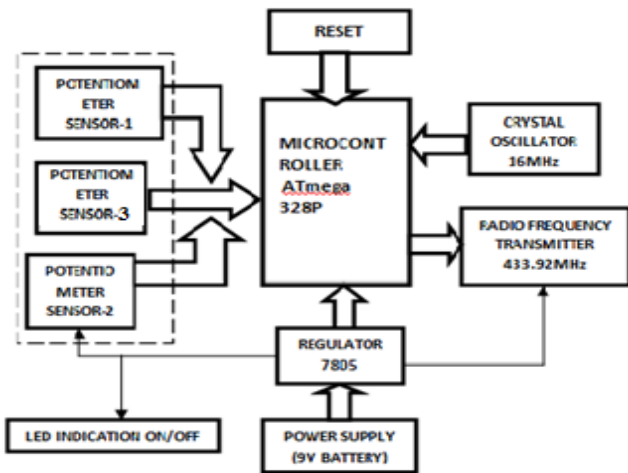 RESET
POTENTIOM
ETER
SENSOR-1
MICROCONT
ROLLER
ATmega
328P
CRYSTAL
OSCILLATOR
16MHz
POTENTIOM
ETER
SENSOR-3
RADIO FREQUENCY
TRANSMITTER
433.92MHz
POTENTIO
METER
SENSOR-2
REGULATOR
7805
LED INDICATION ON/OFF
POWER SUPPLY
(9V BATTERY)